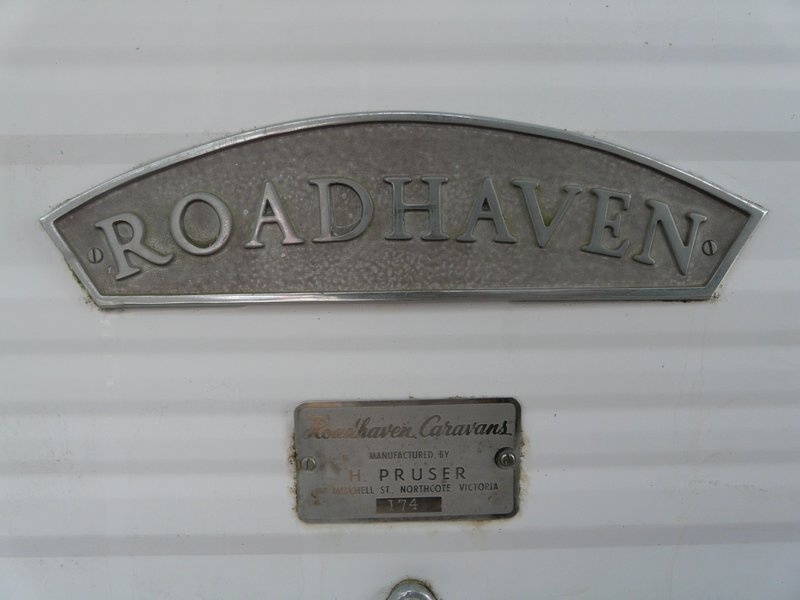 ROADHAVEN
Roadhaven Caravans
MANUFACTURED BY
H. PRUSER
MITCHELL ST., NORTHCOTE VICTORIA
174